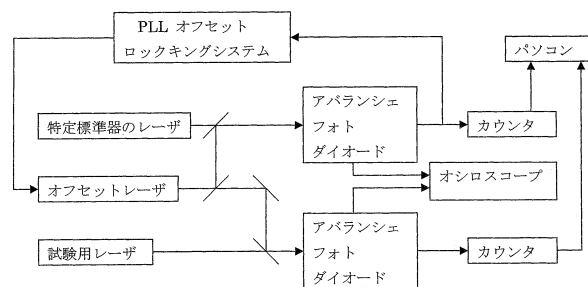 PLL オフセット
ロックキングシステム
パソコン
特定標準器のレーザ
アバランシェ
フォト
ダイオード
カウンタ
オフセットレーザ
オシロスコープ
試験用レーザ
アバランシェ
フォト
ダイオード
カウンタ